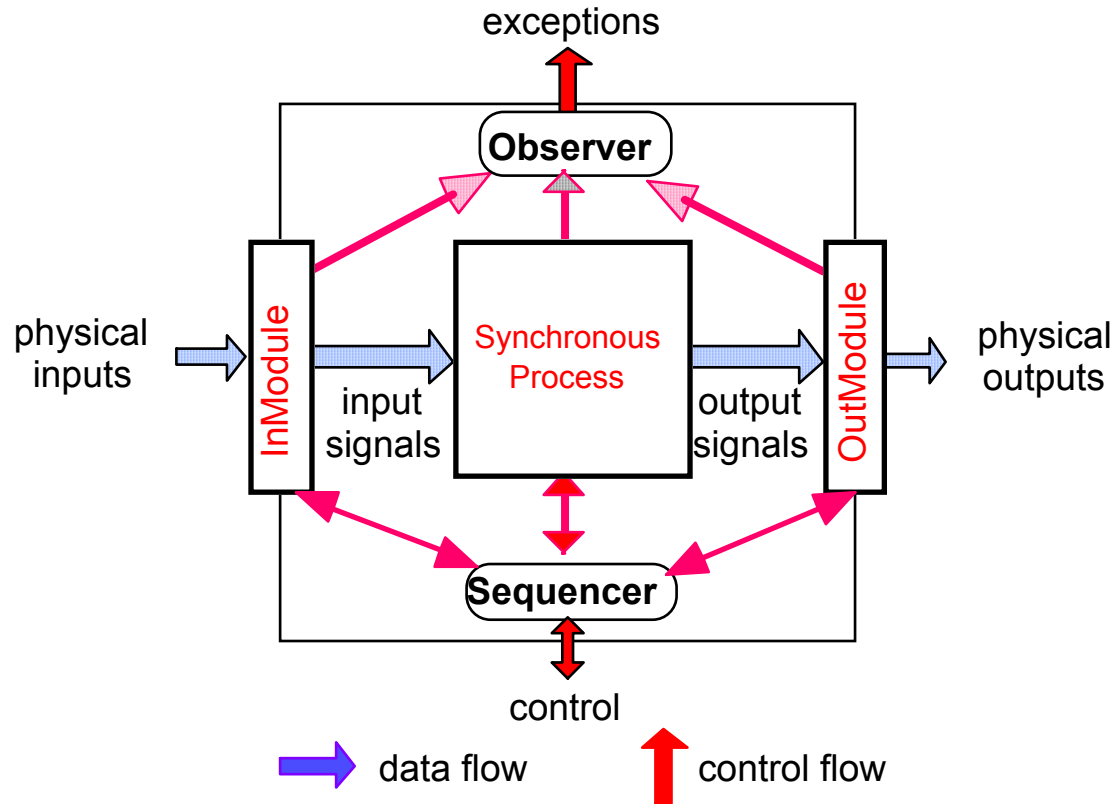 exceptions
Observer
physical
inputs
InModule
input
signals
Synchronous
Process
output
signals
OutModule
physical
outputs
Sequencer
control
data flow
control flow